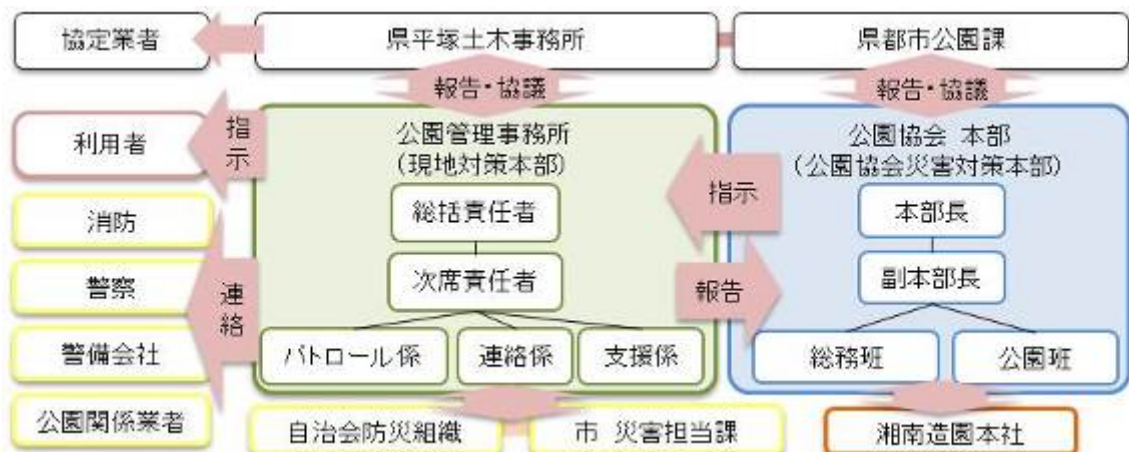 協定業者
県平塚土木事務所
県都市公園課
報告・協議
報告・協議
利用者
指示
公園管理事務所
(現地対策本部)
公園協会 本部
(公園協会災害対策本部)
消防
総括責任者
指示
本部長
警察
連絡
次席責任者
報告
副本部長
警備会社
パトロール係
連絡係
支援係
総務班
公園班
公園関係業者
自治会防災組織
市 災害担当課
湘南造園本社